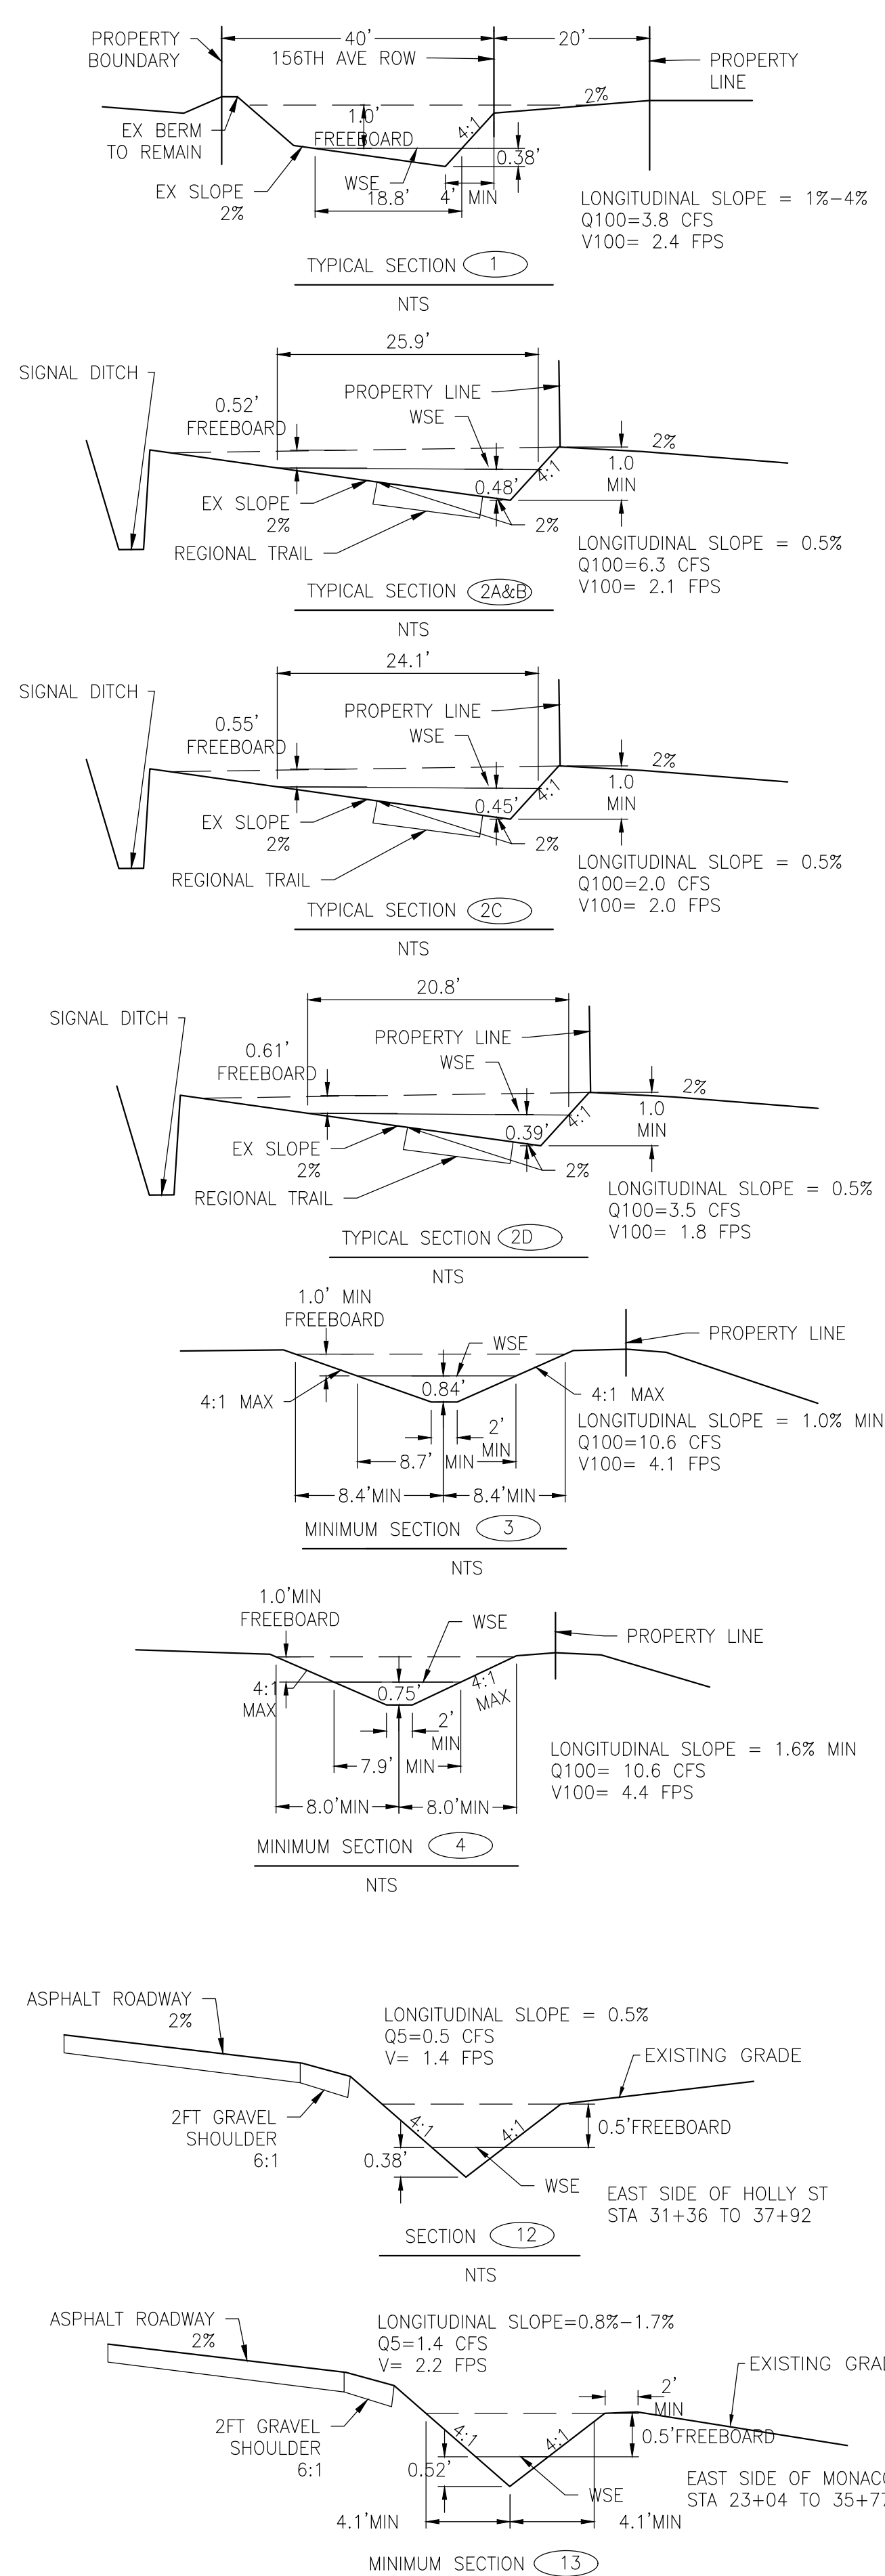 PROPERTY
BOUNDARY
40'
156TH AVE ROW
20'
PROPERTY
LINE
2%
EX BERM
TO REMAIN
1.0'
FREEBOARD
4:1
0.38'
WSE
EX SLOPE
2%
18.8'
4' MIN
LONGITUDINAL SLOPE = 1%-4%
Q100=3.8 CFS
V100= 2.4 FPS
TYPICAL SECTION 1
NTS
25.9'
SIGNAL DITCH
PROPERTY LINE
0.52'
FREEBOARD
WSE
2%
1.0
MIN
4:1
0.48'
EX SLOPE
2%
2%
REGIONAL TRAIL
LONGITUDINAL SLOPE = 0.5%
Q100=6.3 CFS
V100= 2.1 FPS
TYPICAL SECTION 2A&B
NTS
24.1'
SIGNAL DITCH
PROPERTY LINE
0.55'
FREEBOARD
WSE
2%
1.0
MIN
4:1
0.45'
EX SLOPE
2%
2%
REGIONAL TRAIL
LONGITUDINAL SLOPE = 0.5%
Q100=2.0 CFS
V100= 2.0 FPS
TYPICAL SECTION 2C
NTS
20.8'
SIGNAL DITCH
PROPERTY LINE
0.61'
FREEBOARD
WSE
2%
1.0
MIN
4:1
0.39'
EX SLOPE
2%
2%
REGIONAL TRAIL
LONGITUDINAL SLOPE = 0.5%
Q100=3.5 CFS
V100= 1.8 FPS
TYPICAL SECTION 2D
NTS
1.0' MIN
FREEBOARD
WSE
PROPERTY LINE
4:1 MAX
0.84'
4:1 MAX
2'
MIN
8.7' MIN
8.4'MIN
8.4'MIN
LONGITUDINAL SLOPE = 1.0% MIN
Q100=10.6 CFS
V100= 4.1 FPS
MINIMUM SECTION 3
NTS
1.0'MIN
FREEBOARD
WSE
PROPERTY LINE
4:1
MAX
0.75'
4:1
MAX
2'
MIN
7.9' MIN
8.0'MIN
8.0'MIN
LONGITUDINAL SLOPE = 1.6% MIN
Q100= 10.6 CFS
V100= 4.4 FPS
MINIMUM SECTION 4
NTS
ASPHALT ROADWAY
2%
LONGITUDINAL SLOPE = 0.5%
Q5=0.5 CFS
V= 1.4 FPS
EXISTING GRADE
2FT GRAVEL
SHOULDER
6:1
4:1
4:1
0.5'FREEBOARD
0.38'
WSE
EAST SIDE OF HOLLY ST
STA 31+36 TO 37+92
SECTION 12
NTS
ASPHALT ROADWAY
2%
LONGITUDINAL SLOPE=0.8%-1.7%
Q5=1.4 CFS
V= 2.2 FPS
EXISTING GRA
2'
MIN
2FT GRAVEL
SHOULDER
6:1
4:1
4:1
0.5'FREEBOARD
0.52'
WSE
EAST SIDE OF MONACO
STA 23+04 TO 35+77
4.1'MIN
4.1'MIN
MINIMUM SECTION 13